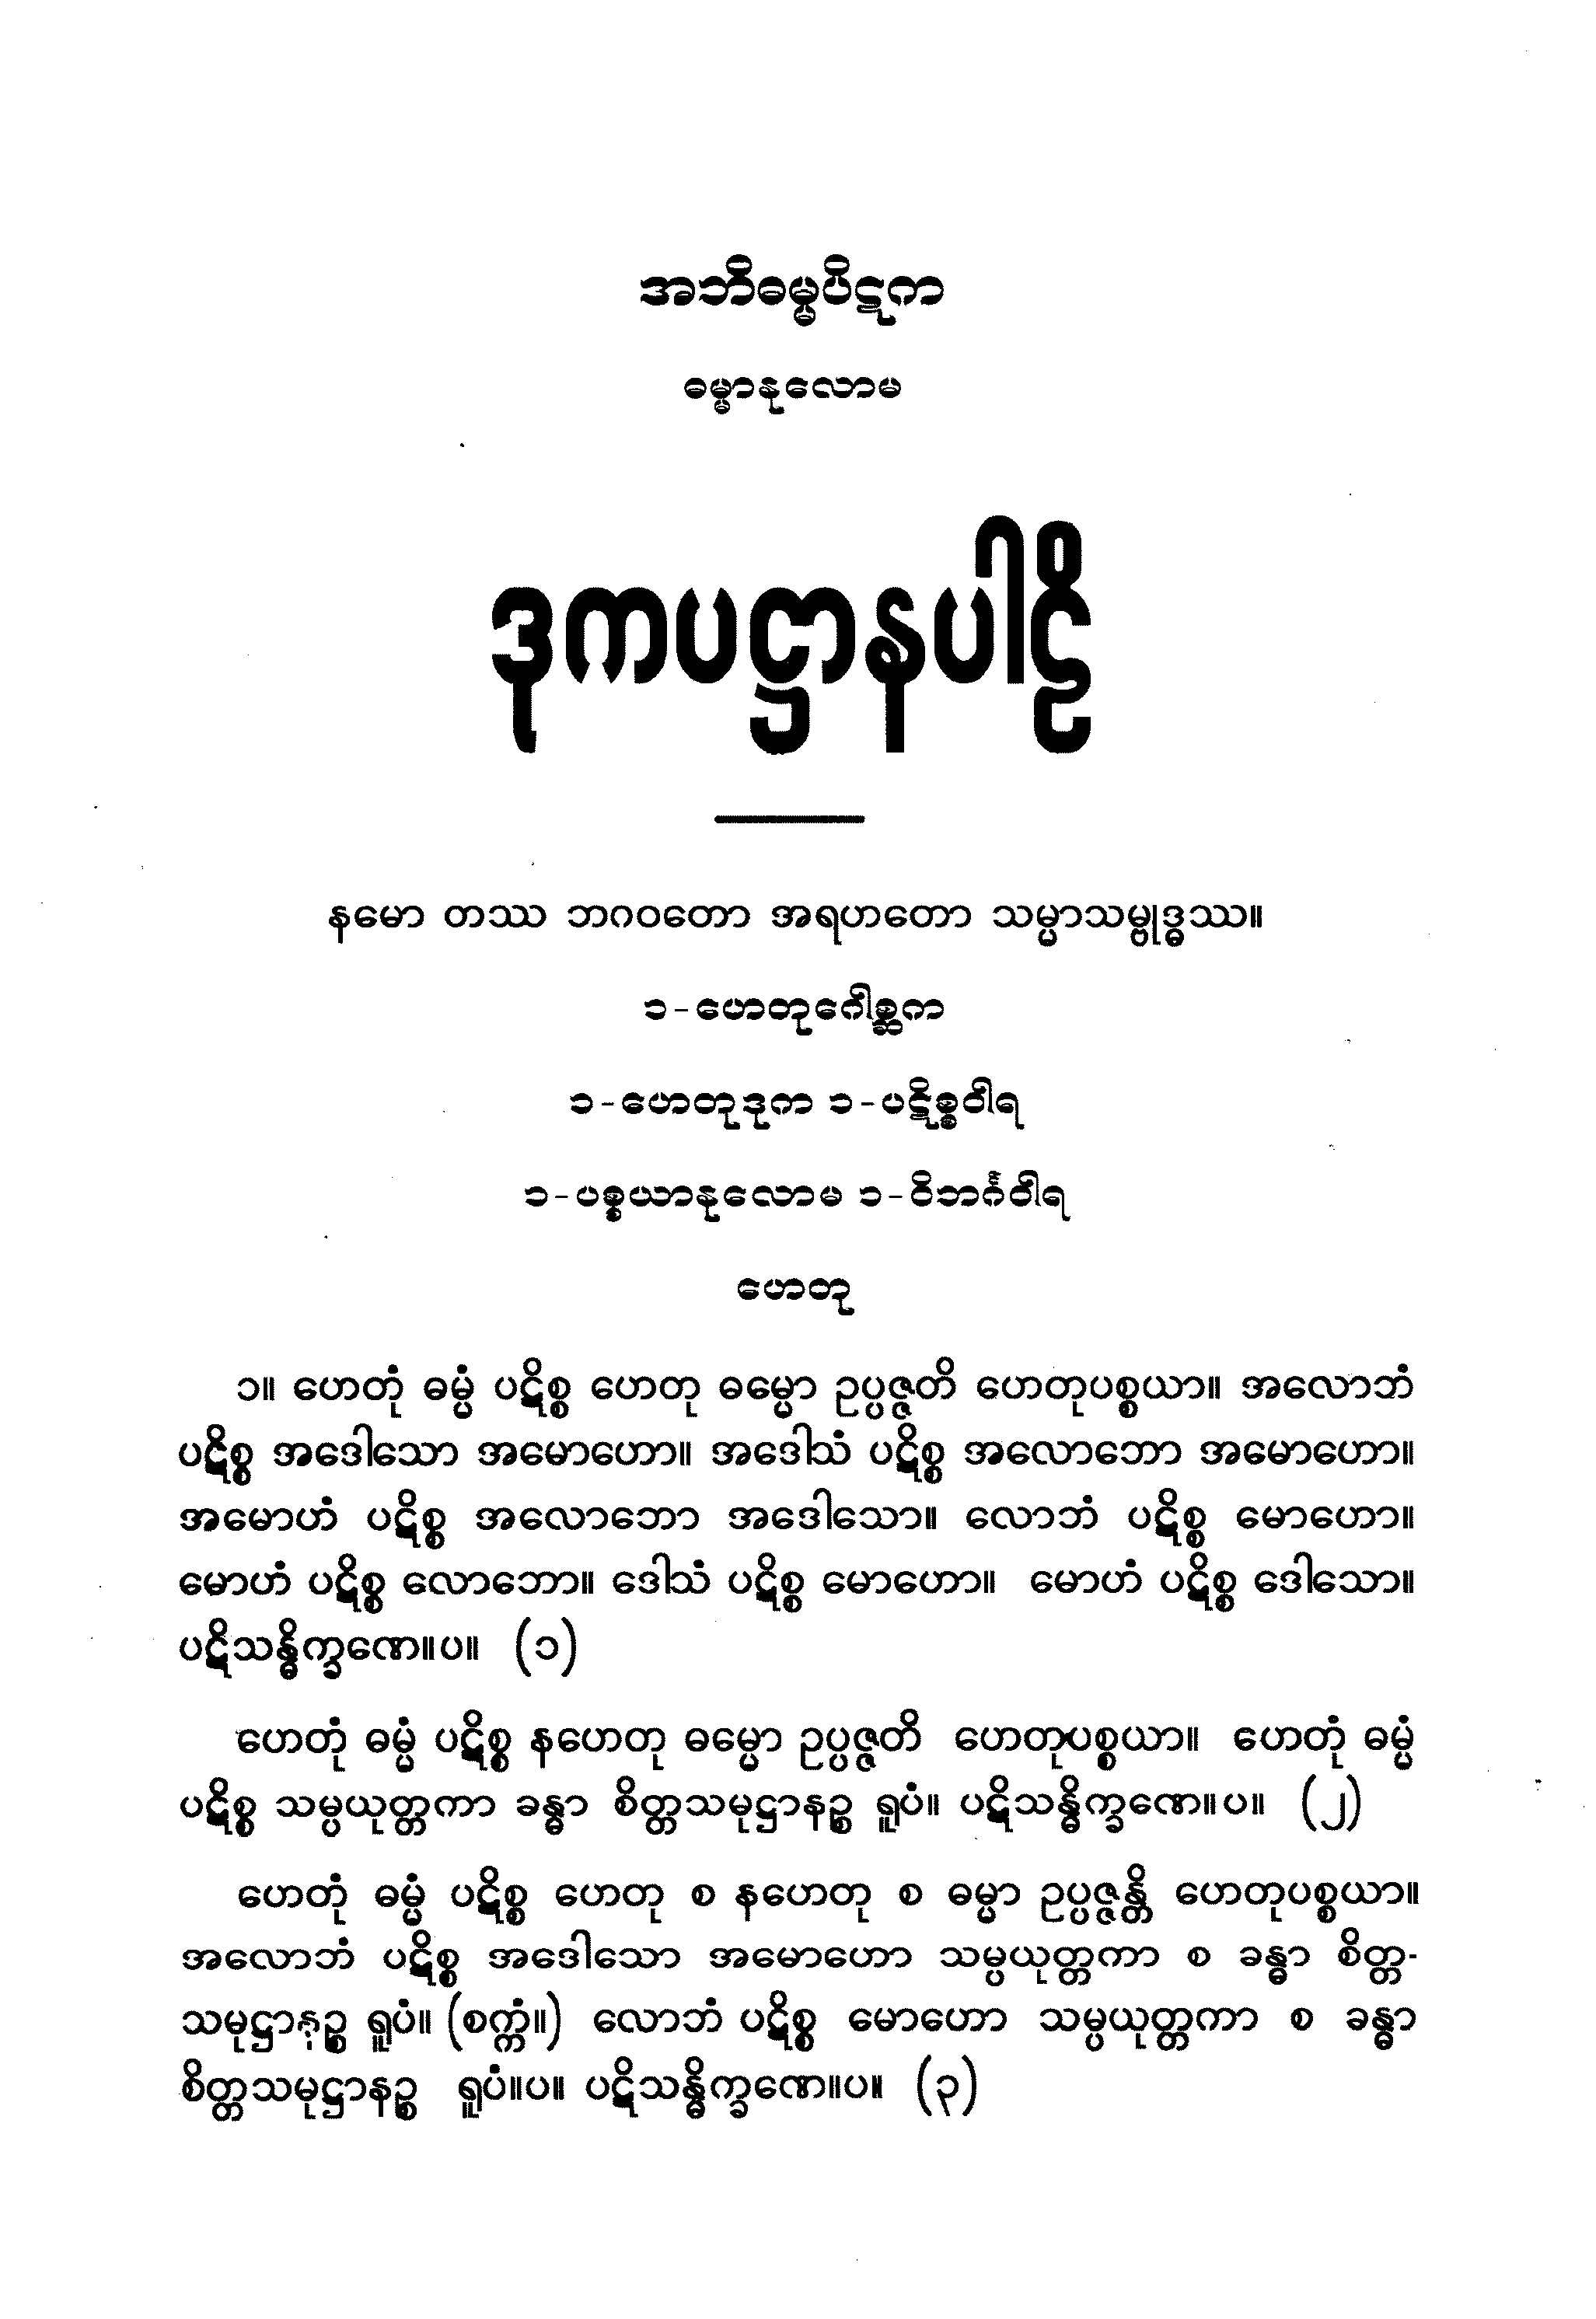 အဘိဓမ္မပိဋက
ဓမ္မာနုလောမ
ဒုကပဋ္ဌာနပါဠိ
နမော တဿ ဘဂဝတော အရဟတော သမ္မာသမ္ဗုဒ္ဓဿ။
၁-ဟေတုဂေါစ္ဆက
၁-ဟေတုဒုက ၁-ပဋိစ္စဝါရ
၁-ပစ္စယာနုလောမ ၁-ဝိဘင်္ဂဝါရ
ဟေတု
၁။ ဟေတုံ ဓမ္မံ ပဋိစ္စ ဟေတု ဓမ္မော ဥပ္ပဇ္ဇတိ ဟေတုပစ္စယာ။ အလောဘံ
ပဋိစ္စ အဒေါသော အမောဟော။ အဒေါသံ ပဋိစ္စ အလောဘော အမောဟော။
အမောဟံ ပဋိစ္စ အလောဘော အဒေါသော။ လောဘံ ပဋိစ္စ မောဟော။
မောဟံ ပဋိစ္စ လောဘော။ ဒေါသံ ပဋိစ္စ မောဟော။ မောဟံ ပဋိစ္စ ဒေါသော။
ပဋိသန္ဓိက္ခဏေ။ပ။ (၁)
ဟေတုံ ဓမ္မံ ပဋိစ္စ နဟေတု ဓမ္မော ဥပ္ပဇ္ဇတိ ဟေတုပစ္စယာ။ ဟေတုံ ဓမ္မံ
ပဋိစ္စ သမ္ပယုတ္တကာ ခန္ဓာ စိတ္တသမုဋ္ဌာနဉ္စ ရူပံ။ ပဋိသန္ဓိက္ခဏေ။ပ။ (၂)
ဟေတုံ ဓမ္မံ ပဋိစ္စ ဟေတု စ နဟေတု စ ဓမ္မာ ဥပ္ပဇ္ဇန္တိ ဟေတုပစ္စယာ။
အလောဘံ ပဋိစ္စ အဒေါသော အမောဟော သမ္ပယုတ္တကာ စ ခန္ဓာ စိတ္တ-
သမုဋ္ဌာနဉ္စ ရူပံ။ (စက္ကံ။) လောဘံ ပဋိစ္စ မောဟော သမ္ပယုတ္တကာ စ ခန္ဓာ
စိတ္တသမုဋ္ဌာနဉ္စ ရူပံ။ပ။ ပဋိသန္ဓိက္ခဏေ။ပ။ (၃)